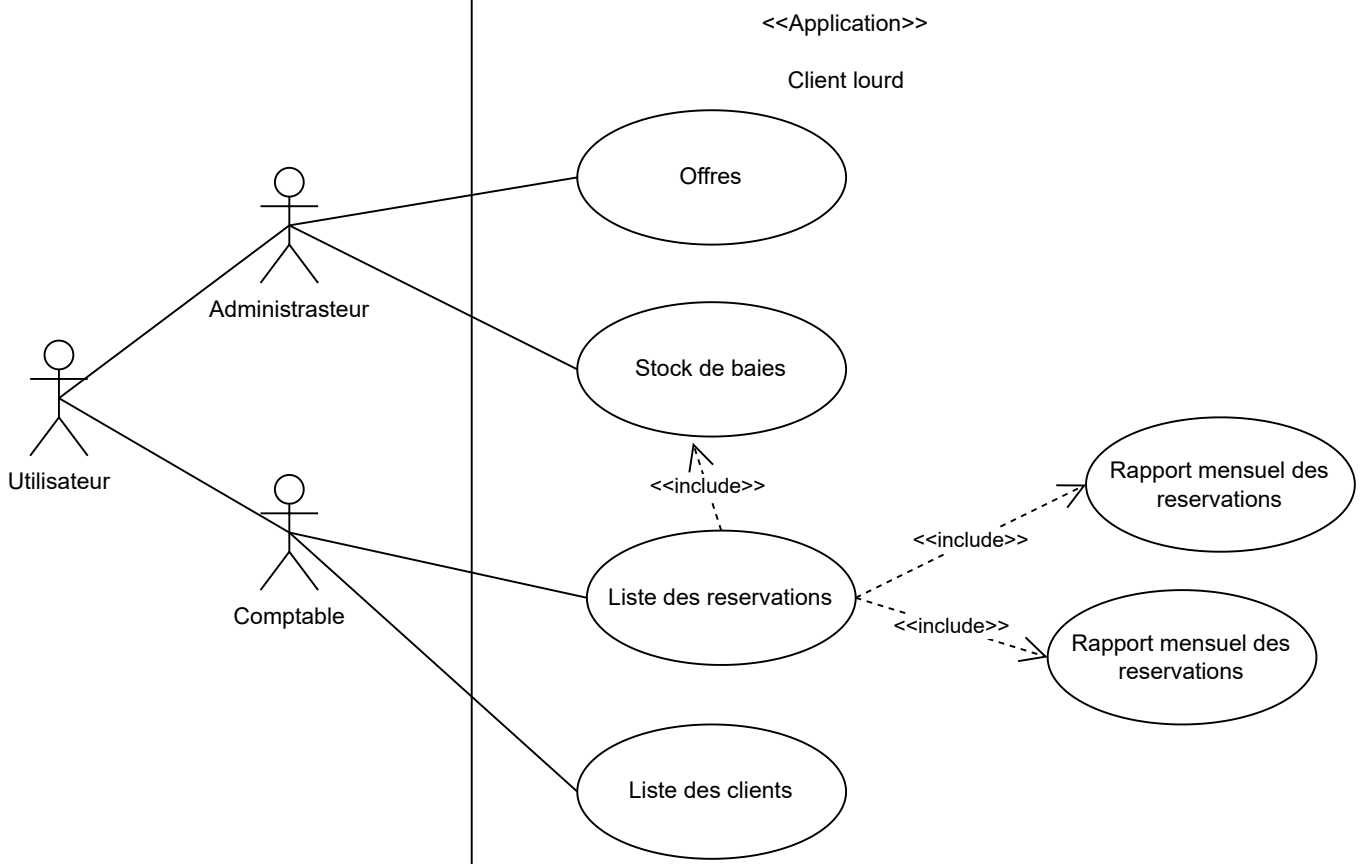 <<Application>>
Client lourd
Offres
Administrasteur
Stock de baies
Utilisateur
<<include>>
Rapport mensuel des
reservations
<<include>>
Comptable
Liste des reservations
<<include>>
Rapport mensuel des
reservations
Liste des clients